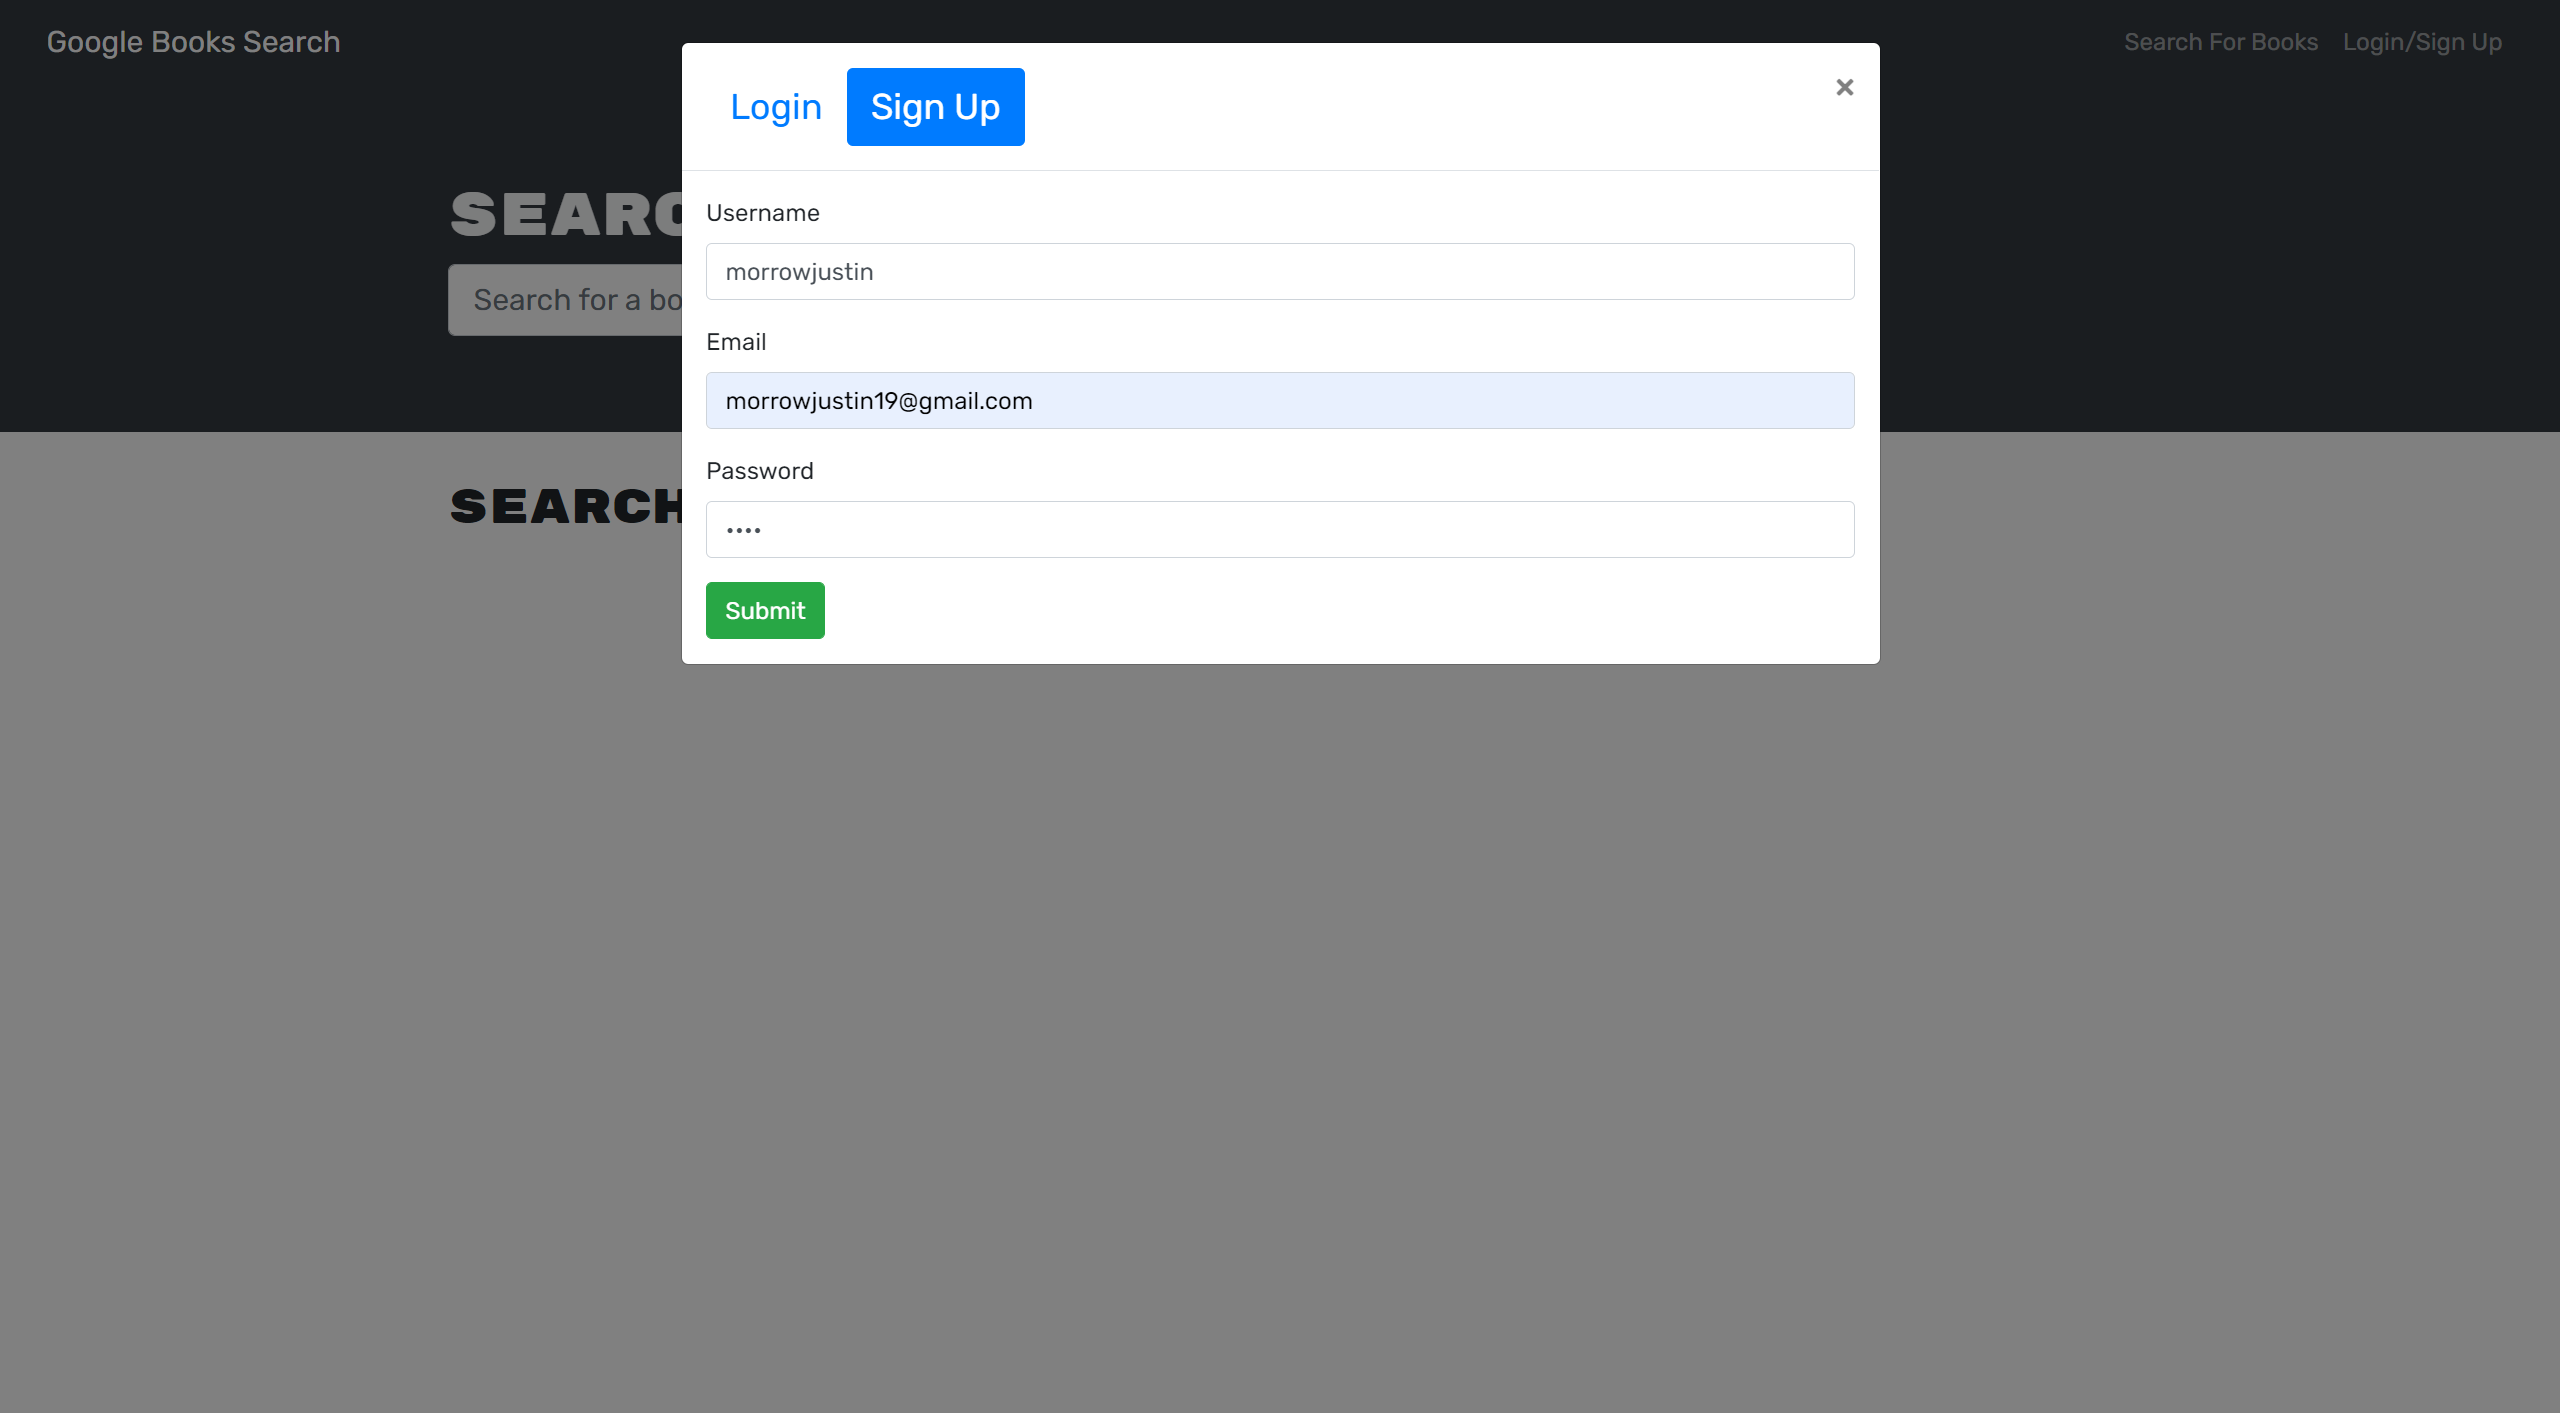 Google Books Search
Search For Books Login/Sign Up
Login Sign Up ×
SEARC
Search for a bo
Username
morrowjustin
Email
morrowjustin19@gmail.com
Password
••••
SEARCH
Submit